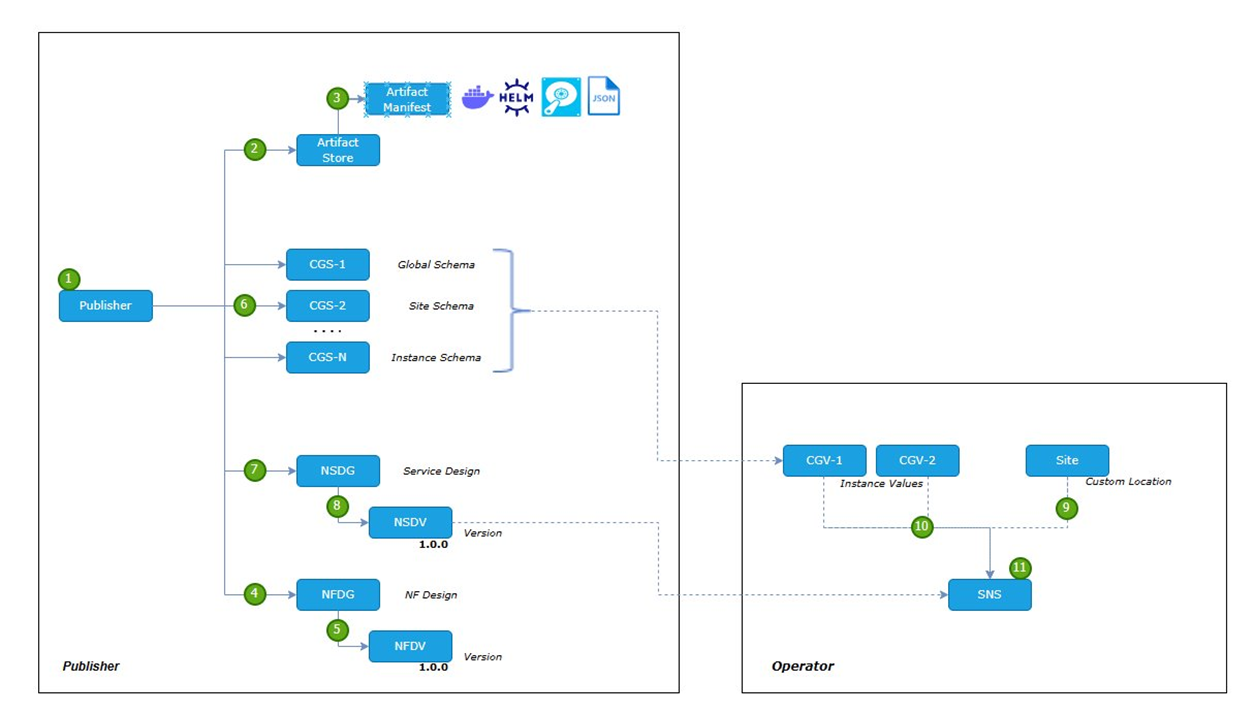 3
Artifact
Manifest
HELM
JSON
2
Artifact
Store
1
Publisher
CGS-1
Global Schema
6
CGS-2
Site Schema
....
CGS-N
Instance Schema
7
NSDG
Service Design
8
NSDV
Version
1.0.0
4
NFDG
NF Design
5
NFDV
Version
1.0.0
Publisher
CGV-1
CGV-2
Site
Instance Values
Custom Location
9
10
11
SNS
Operator